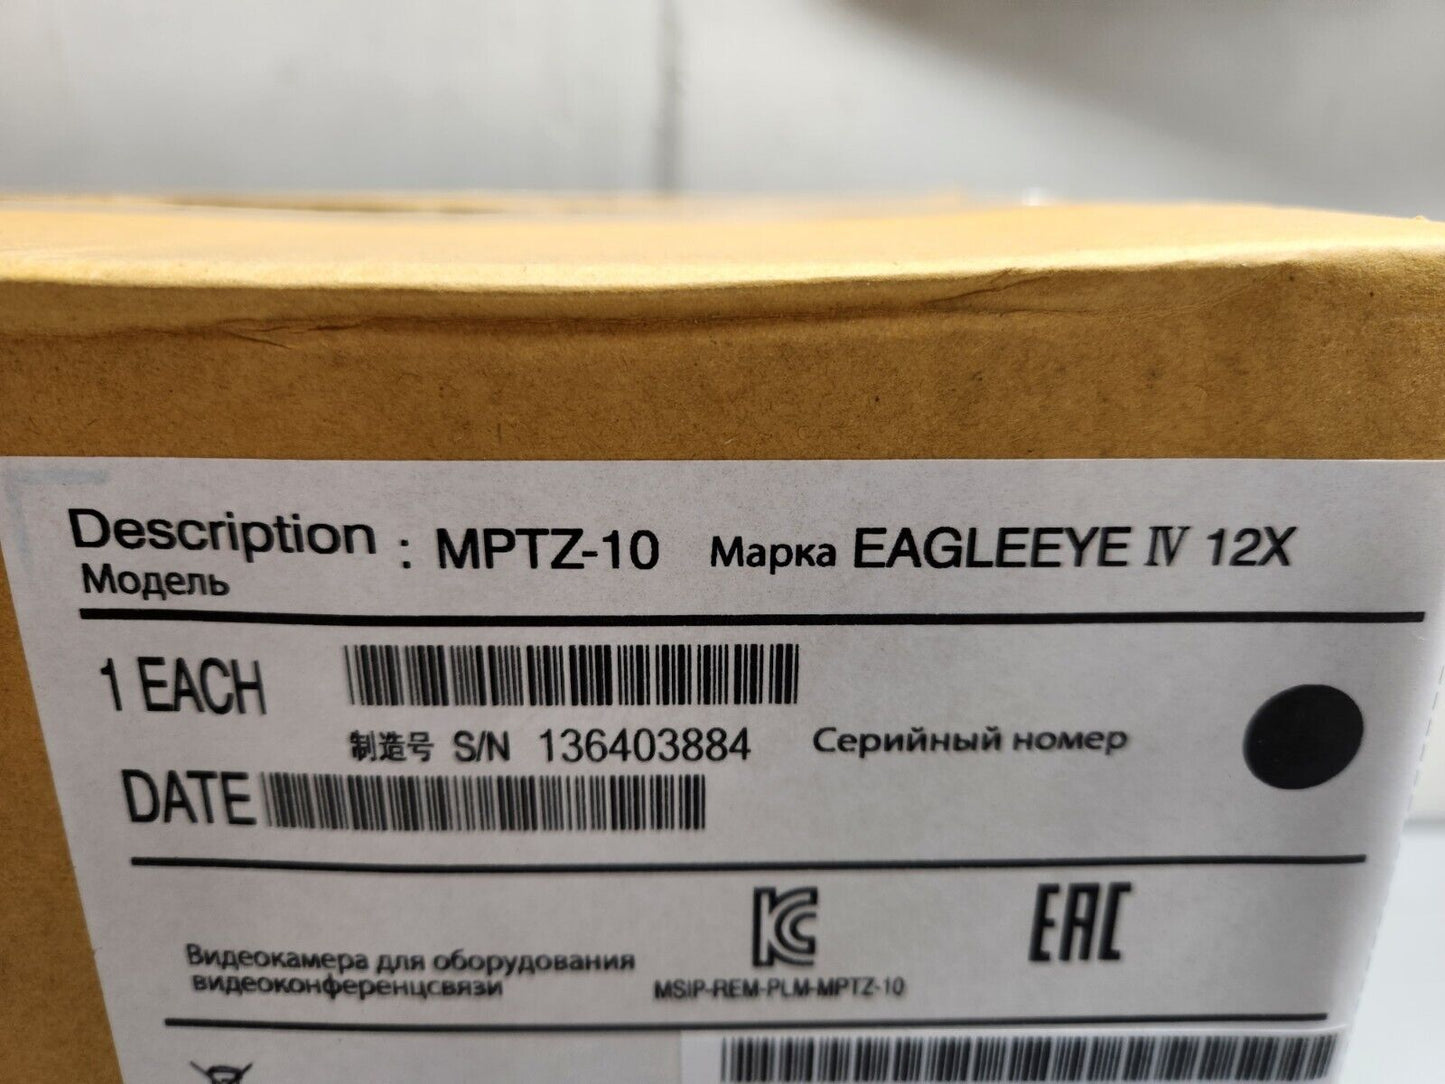 Description : MPTZ-10 Марка EAGLEEYE Ⅳ 12X
Модель
1 EACH
制造号 S/N 136403884 Серийный номер
DATE
Видеокамера для оборудования
видеоконференцсвязи
KC
EAC
MSIP-REM-PLM-MPTZ-10